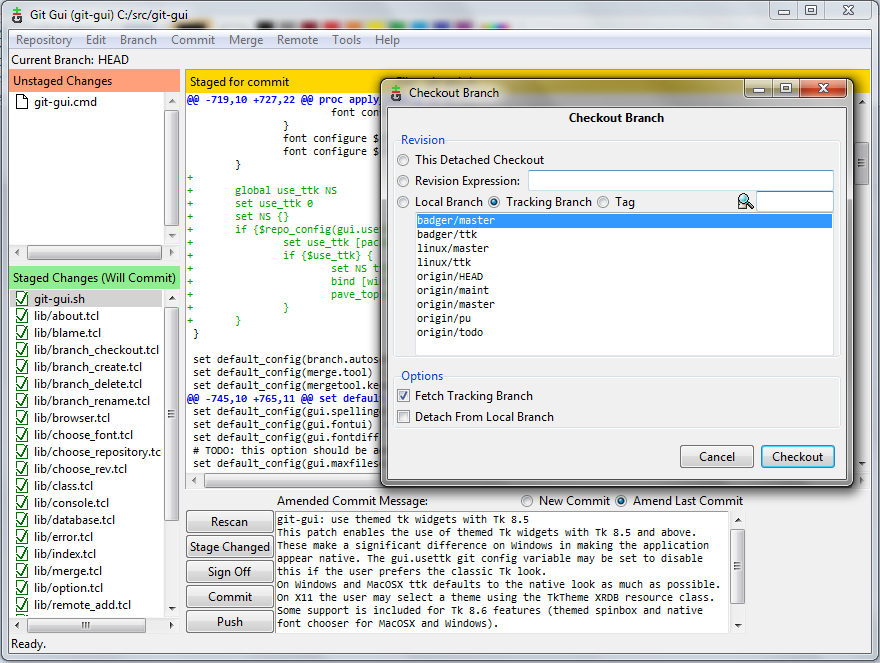 Git Gui (git-gui) C:/src/git-gui
Repository Edit Branch Commit Merge Remote Tools Help
Current Branch: HEAD
Unstaged Changes
git-gui.cmd
Staged Changes (Will Commit)
git-gui.sh
lib/about.tcl
lib/blame.tcl
lib/branch_checkout.tcl
lib/branch_create.tcl
lib/branch_delete.tcl
lib/branch_rename.tcl
lib/browser.tcl
lib/choose_font.tcl
lib/choose_repository.tc
lib/choose_rev.tcl
lib/class.tcl
lib/console.tcl
lib/database.tcl
lib/error.tcl
lib/index.tcl
lib/merge.tcl
lib/option.tcl
lib/remote_add.tcl
Staged for commit
@@ -719,10 +727,22 @@ proc apply
font con
}
font configure $
font configure $
}
+
+ global use_ttk NS
+ set use_ttk 0
+ set NS {}
+ if {$repo_config(gui.use
+ set use_ttk [pac
+ if {$use_ttk} {
+ set NS t
+ bind [wi
+ pave_top
+ }
+ }
}
set default_config(branch.autos
set default_config(merge.tool)
set default_config(mergetool.ke
@@ -745,10 +765,11 @@ set defau
set default_config(gui.spelling
set default_config(gui.fontui)
set default_config(gui.fontdiff
# TODO: this option should be a
set default_config(gui.maxfiles
Checkout Branch
Checkout Branch
Revision
This Detached Checkout
Revision Expression:
Local Branch Tracking Branch Tag
badger/master
badger/ttk
linux/master
linux/ttk
origin/HEAD
origin/maint
origin/master
origin/pu
origin/todo
Options
Fetch Tracking Branch
Detach From Local Branch
Cancel Checkout
Rescan
Stage Changed
Sign Off
Commit
Push
Amended Commit Message: New Commit Amend Last Commit
git-gui: use themed tk widgets with Tk 8.5
This patch enables the use of themed Tk widgets with Tk 8.5 and above.
These make a significant difference on Windows in making the application
appear native. The gui.usettk git config variable may be set to disable
this if the user prefers the classic Tk look.
On Windows and MacOSX ttk defaults to the native look as much as possible.
On X11 the user may select a theme using the TkTheme XRDB resource class.
Some support is included for Tk 8.6 features (themed spinbox and native
font chooser for MacOSX and Windows).
Ready.